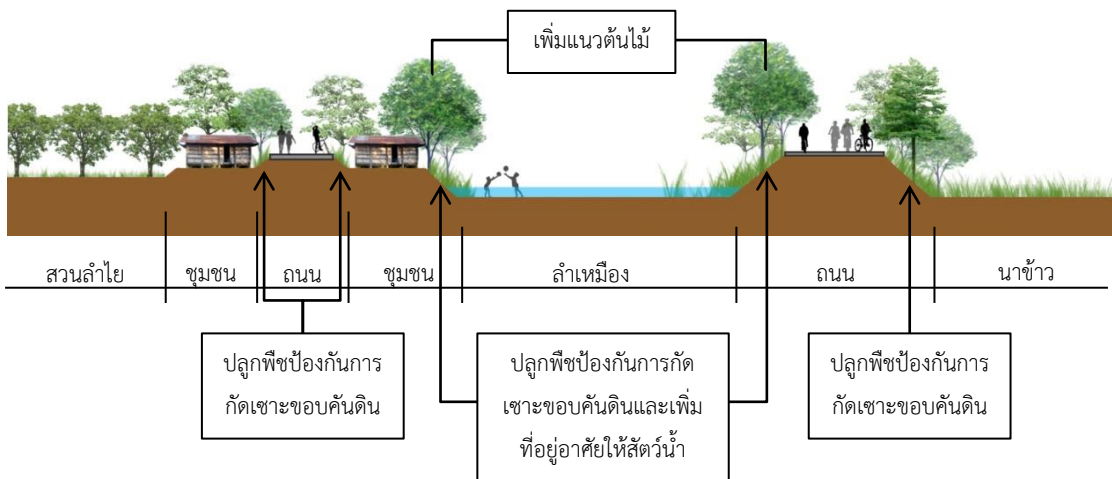 เพิ่มแนวต้นไม้
สวนลำไย ชุมชน ถนน ชุมชน ลำเหมือง ถนน นาข้าว
ปลูกพืชป้องกันการ
กัดเซาะขอบคันดิน
ปลูกพืชป้องกันการกัด
เซาะขอบคันดินและเพิ่ม
ที่อยู่อาศัยให้สัตว์น้ำ
ปลูกพืชป้องกันการ
กัดเซาะขอบคันดิน